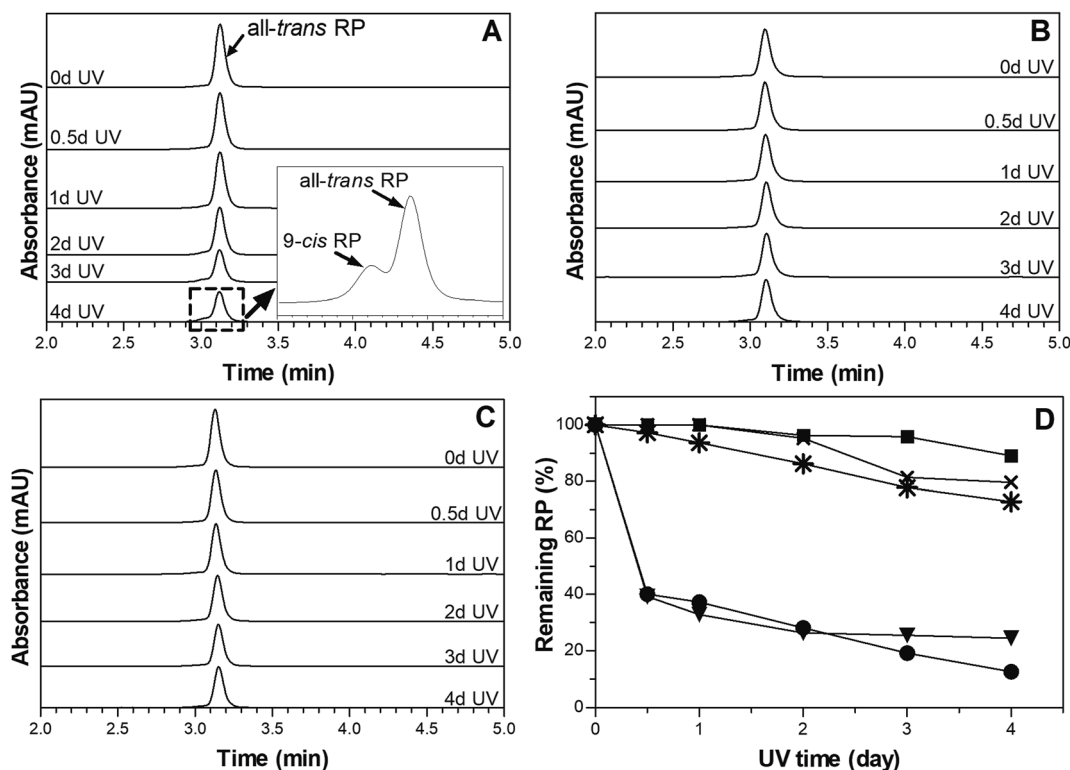 A
all-trans RP
0d UV
0.5d UV
1d UV
2d UV
3d UV
4d UV
all-trans RP
9-cis RP
Absorbance (mAU)
2.0 2.5 3.0 3.5 4.0 4.5 5.0
Time (min)
B
0d UV
0.5d UV
1d UV
2d UV
3d UV
4d UV
Absorbance (mAU)
2.0 2.5 3.0 3.5 4.0 4.5 5.0
Time (min)
C
0d UV
0.5d UV
1d UV
2d UV
3d UV
4d UV
Absorbance (mAU)
2.0 2.5 3.0 3.5 4.0 4.5 5.0
Time (min)
D
100
80
60
40
20
0
Remaining RP (%)
0 1 2 3 4
UV time (day)